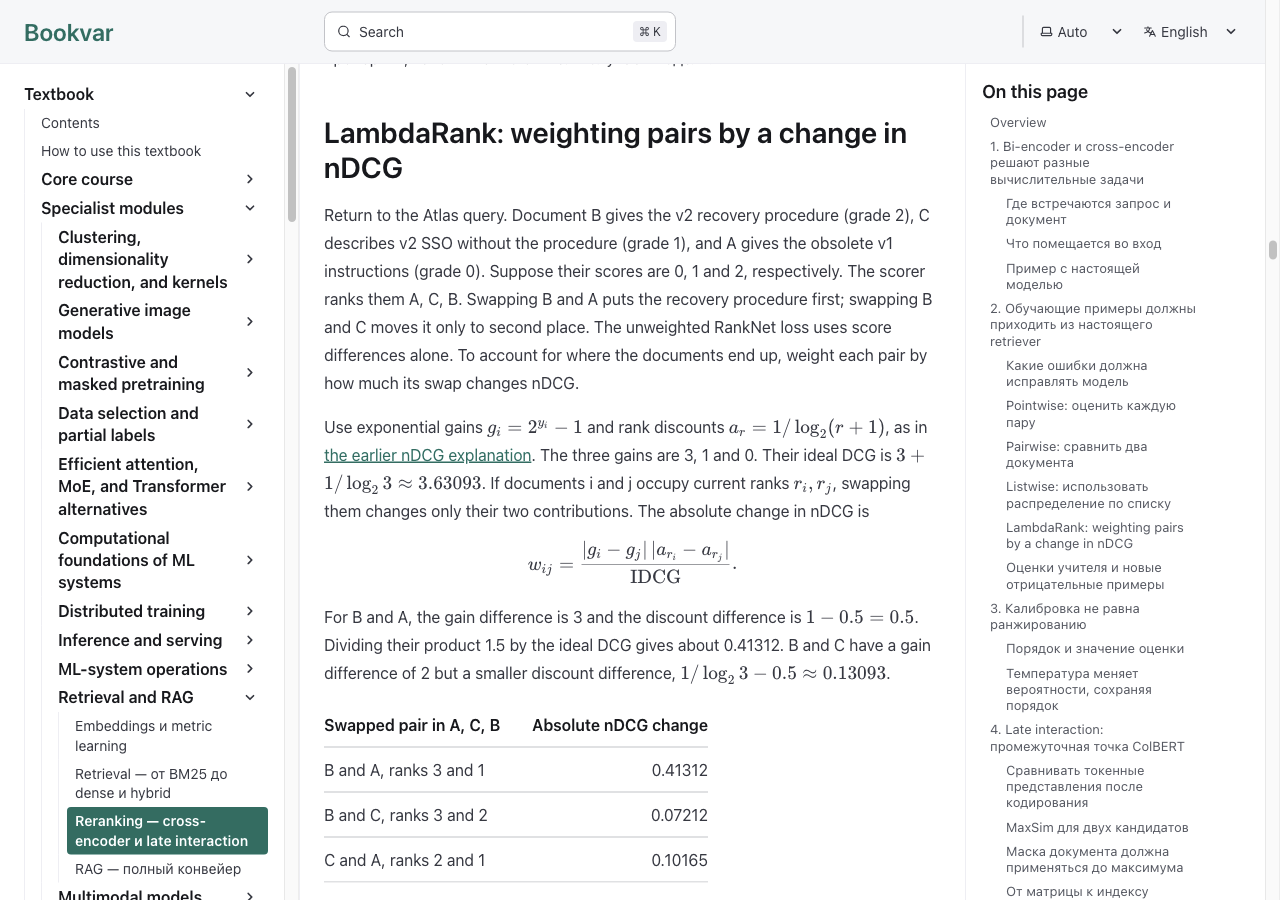 Bookvar
Search
⌘ K
Auto
English
Textbook
Contents
How to use this textbook
Core course
Specialist modules
Clustering,
dimensionality
reduction, and kernels
Generative image
models
Contrastive and
masked pretraining
Data selection and
partial labels
Efficient attention,
MoE, and Transformer
alternatives
Computational
foundations of ML
systems
Distributed training
Inference and serving
ML-system operations
Retrieval and RAG
Embeddings и metric
learning
Retrieval — от BM25 до
dense и hybrid
Reranking — cross-
encoder и late interaction
RAG — полный конвейер
Multimodal models
LambdaRank: weighting pairs by a change in
nDCG
Return to the Atlas query. Document B gives the v2 recovery procedure (grade 2), C
describes v2 SSO without the procedure (grade 1), and A gives the obsolete v1
instructions (grade 0). Suppose their scores are 0, 1 and 2, respectively. The scorer
ranks them A, C, B. Swapping B and A puts the recovery procedure first; swapping B
and C moves it only to second place. The unweighted RankNet loss uses score
differences alone. To account for where the documents end up, weight each pair by
how much its swap changes nDCG.
Use exponential gains g_i = 2^{y_i} − 1 and rank discounts a_r = 1/ log_2(r + 1), as in
the earlier nDCG explanation. The three gains are 3, 1 and 0. Their ideal DCG is 3 +
1/ log_2 3 ≈ 3.63093. If documents i and j occupy current ranks r_i, r_j, swapping
them changes only their two contributions. The absolute change in nDCG is
w_{ij} = |g_i − g_j| |a_{r_i} − a_{r_j}| / IDCG.
For B and A, the gain difference is 3 and the discount difference is 1 − 0.5 = 0.5.
Dividing their product 1.5 by the ideal DCG gives about 0.41312. B and C have a gain
difference of 2 but a smaller discount difference, 1/ log_2 3 − 0.5 ≈ 0.13093.
Swapped pair in A, C, B Absolute nDCG change
B and A, ranks 3 and 1 0.41312
B and C, ranks 3 and 2 0.07212
C and A, ranks 2 and 1 0.10165
On this page
Overview
1. Bi-encoder и cross-encoder
решают разные
вычислительные задачи
Где встречаются запрос и
документ
Что помещается во вход
Пример с настоящей
моделью
2. Обучающие примеры должны
приходить из настоящего
retriever
Какие ошибки должна
исправлять модель
Pointwise: оценить каждую
пару
Pairwise: сравнить два
документа
Listwise: использовать
распределение по списку
LambdaRank: weighting pairs
by a change in nDCG
Оценки учителя и новые
отрицательные примеры
3. Калибровка не равна
ранжированию
Порядок и значение оценки
Температура меняет
вероятности, сохраняя
порядок
4. Late interaction:
промежуточная точка ColBERT
Сравнивать токенные
представления после
кодирования
MaxSim для двух кандидатов
Маска документа должна
применяться до максимума
От матрицы к индексу